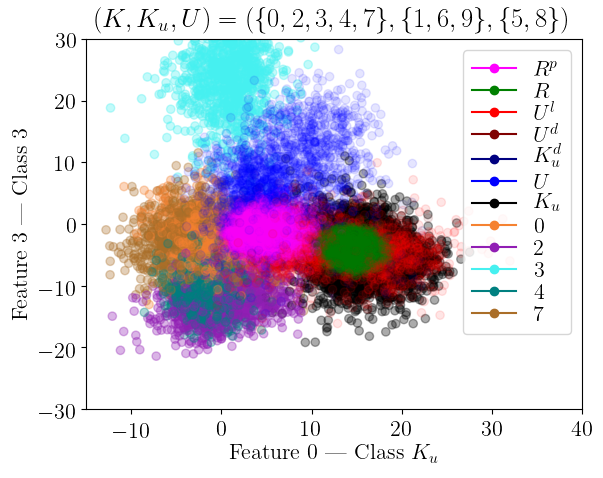 (K, K_u, U) = ({0, 2, 3, 4, 7}, {1, 6, 9}, {5, 8})
30
20
10
0
−10
−20
−30
Feature 3 — Class 3
−10
0
10
20
30
40
Feature 0 — Class K_u
R^p
R
U^l
U^d
K_u^d
U
K_u
0
2
3
4
7